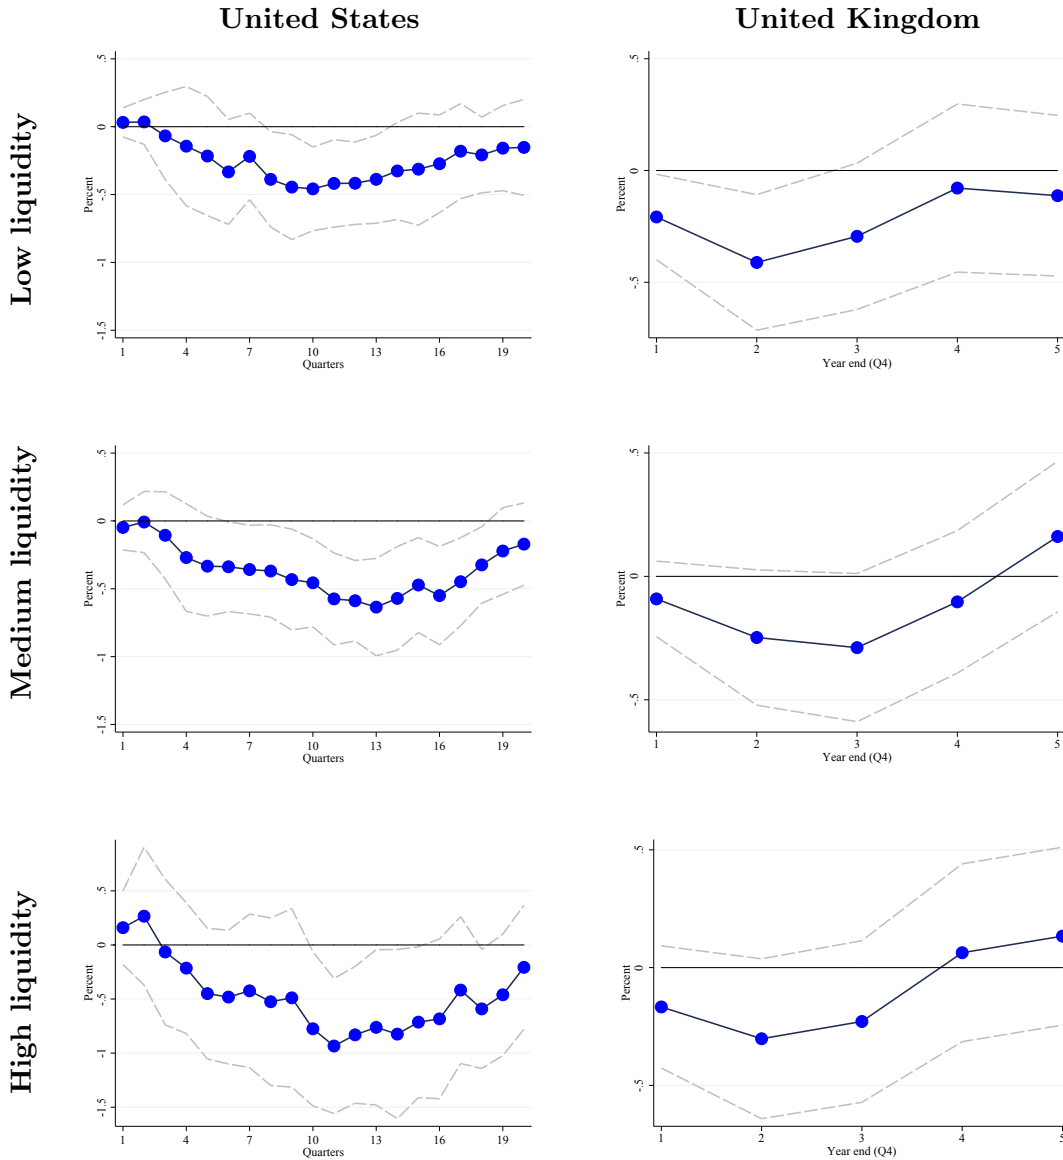 United States
United Kingdom
Low liquidity
Percent
.5
0
-.5
-1
-1.5
1 4 7 10 13 16 19
Quarters
Percent
.5
0
-.5
1 2 3 4 5
Year end (Q4)
Medium liquidity
Percent
.5
0
-.5
-1
-1.5
1 4 7 10 13 16 19
Quarters
Percent
.5
0
-.5
1 2 3 4 5
Year end (Q4)
High liquidity
Percent
.5
0
-.5
-1
-1.5
1 4 7 10 13 16 19
Quarters
Percent
.5
0
-.5
1 2 3 4 5
Year end (Q4)